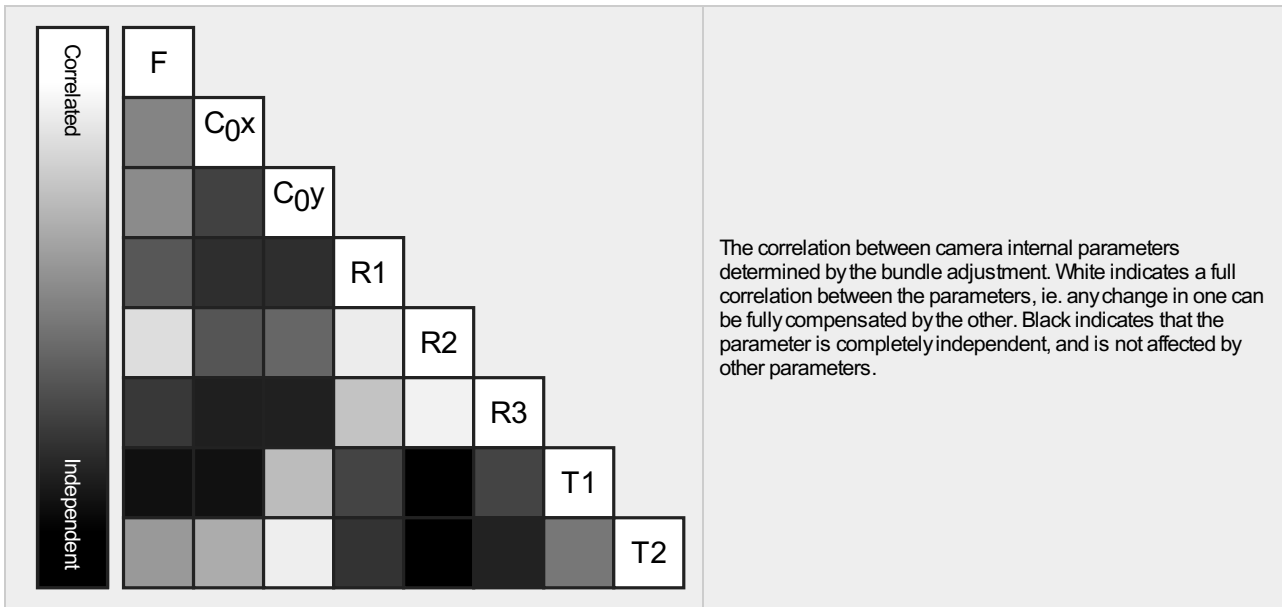 Correlated
Independent
F
C0x
C0y
R1
R2
R3
T1
T2
The correlation between camera internal parameters
determined by the bundle adjustment. White indicates a full
correlation between the parameters, ie. any change in one can
be fully compensated by the other. Black indicates that the
parameter is completely independent, and is not affected by
other parameters.